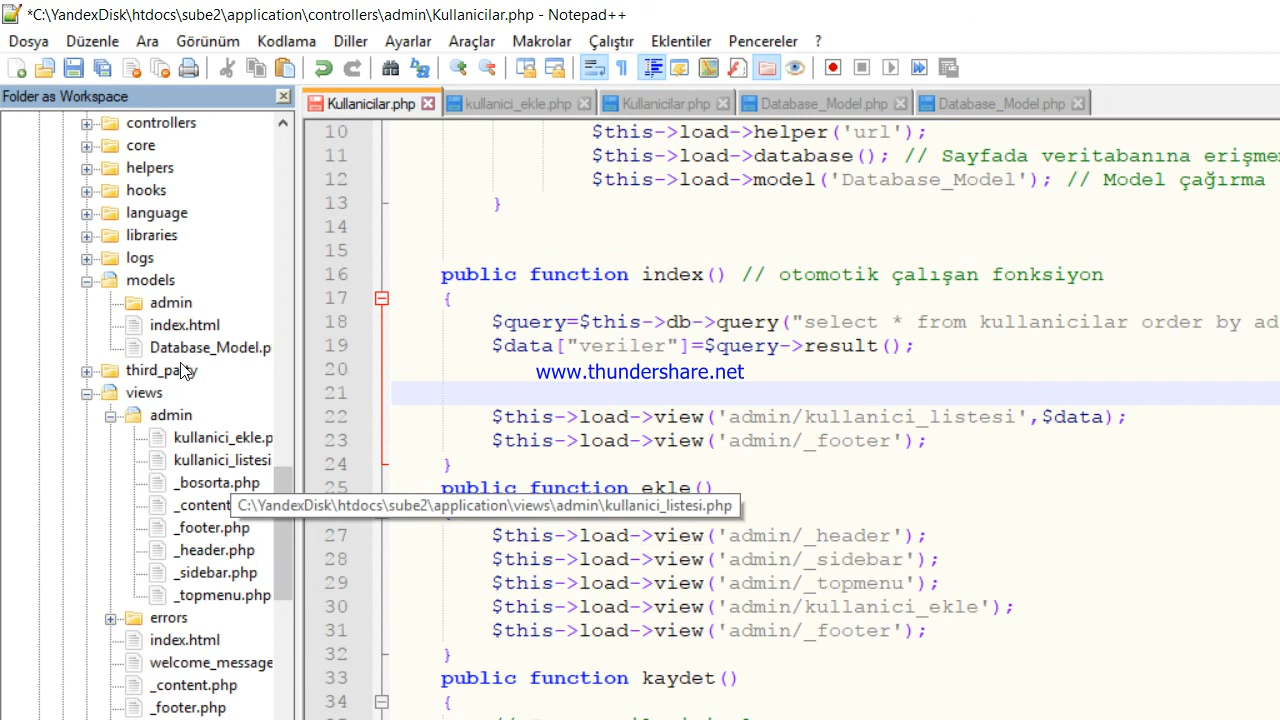 *C:\YandexDisk\htdocs\sube2\application\controllers\admin\Kullanicilar.php - Notepad++
Dosya Düzenle Ara Görünüm Kodlama Diller Ayarlar Araçlar Makrolar Çalıştır Eklentiler Pencereler ?
Folder as Workspace
Kullanicilar.php kullanici_ekle.php Kullanicilar.php Database_Model.php Database_Model.php
controllers
core
helpers
hooks
language
libraries
logs
models
admin
index.html
Database_Model.p
third_party
views
admin
kullanici_ekle.p
kullanici_listesi
_bosorta.php
_content
_footer.php
_header.php
_sidebar.php
_topmenu.php
errors
index.html
welcome_message
_content.php
_footer.php
10 $this->load->helper('url');
11 $this->load->database(); // Sayfada veritabanına erişme
12 $this->load->model('Database_Model'); // Model çağırma
13 }
14
15
16 public function index() // otomotik çalışan fonksiyon
17 {
18 $query=$this->db->query("select * from kullanicilar order by ad
19 $data["veriler"]=$query->result();
20
www.thundershare.net
21
22 $this->load->view('admin/kullanici_listesi',$data);
23 $this->load->view('admin/_footer');
24 }
25 public function ekle()
C:\YandexDisk\htdocs\sube2\application\views\admin\kullanici_listesi.php
27 $this->load->view('admin/_header');
28 $this->load->view('admin/_sidebar');
29 $this->load->view('admin/_topmenu');
30 $this->load->view('admin/kullanici_ekle');
31 $this->load->view('admin/_footer');
32 }
33 public function kaydet()
34 {